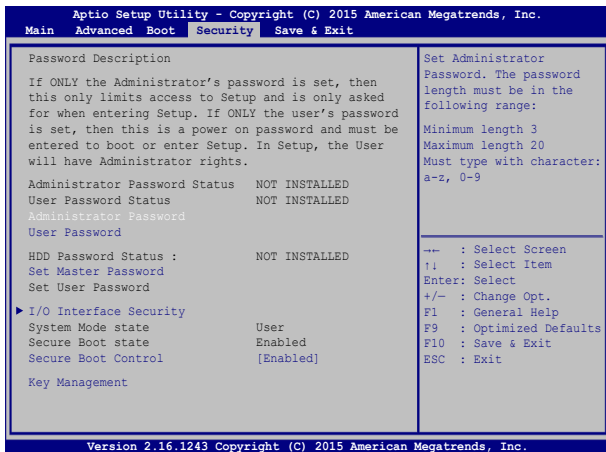 Aptio Setup Utility - Copyright (C) 2015 American Megatrends, Inc.
Main Advanced Boot Security Save & Exit
Password Description
If ONLY the Administrator's password is set, then
this only limits access to Setup and is only asked
for when entering Setup. If ONLY the user's password
is set, then this is a power on password and must be
entered to boot or enter Setup. In Setup, the User
will have Administrator rights.
Administrator Password Status NOT INSTALLED
User Password Status NOT INSTALLED
Administrator Password
User Password
HDD Password Status : NOT INSTALLED
Set Master Password
Set User Password
I/O Interface Security
System Mode state User
Secure Boot state Enabled
Secure Boot Control [Enabled]
Key Management
Set Administrator
Password. The password
length must be in the
following range:
Minimum length 3
Maximum length 20
Must type with character:
a-z, 0-9
→← : Select Screen
↑↓ : Select Item
Enter: Select
+/— : Change Opt.
F1 : General Help
F9 : Optimized Defaults
F10 : Save & Exit
ESC : Exit
Version 2.16.1243 Copyright (C) 2015 American Megatrends, Inc.